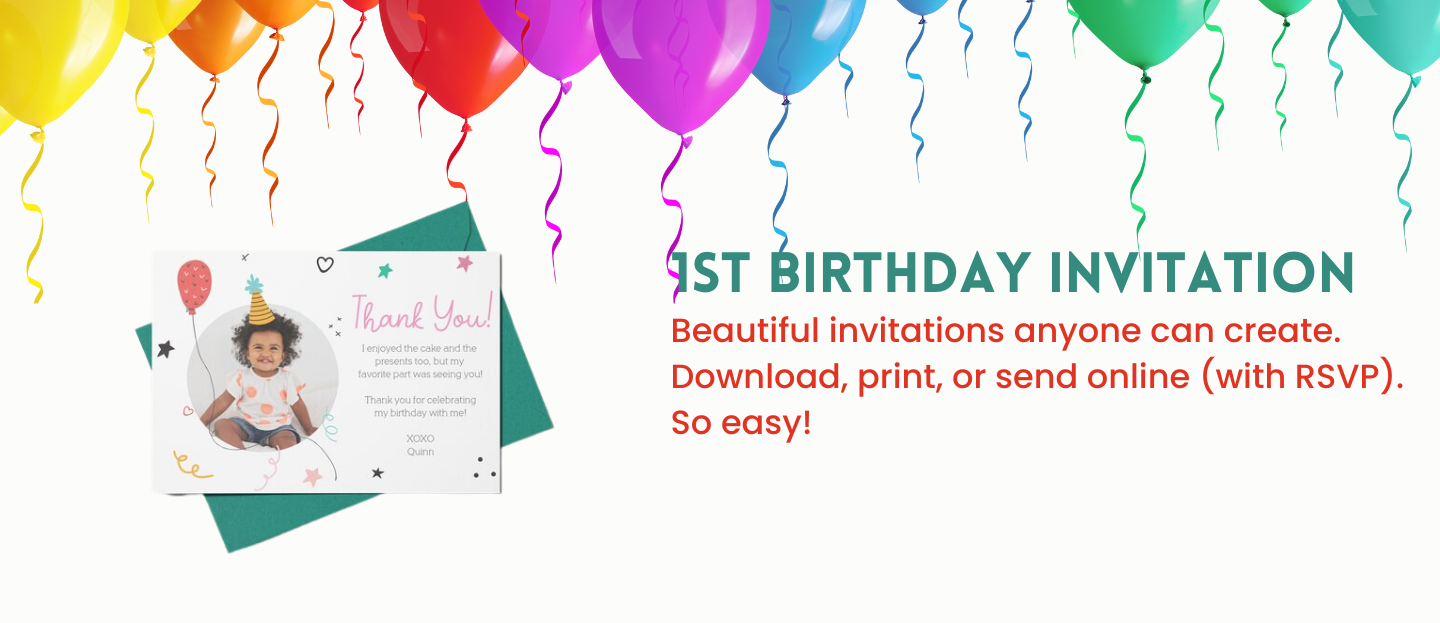 Thank You!
I enjoyed the cake and the
presents too, but my
favorite part was seeing you!
Thank you for celebrating
my birthday with me!
XOXO
Quinn
1ST BIRTHDAY INVITATION
Beautiful invitations anyone can create.
Download, print, or send online (with RSVP).
So easy!